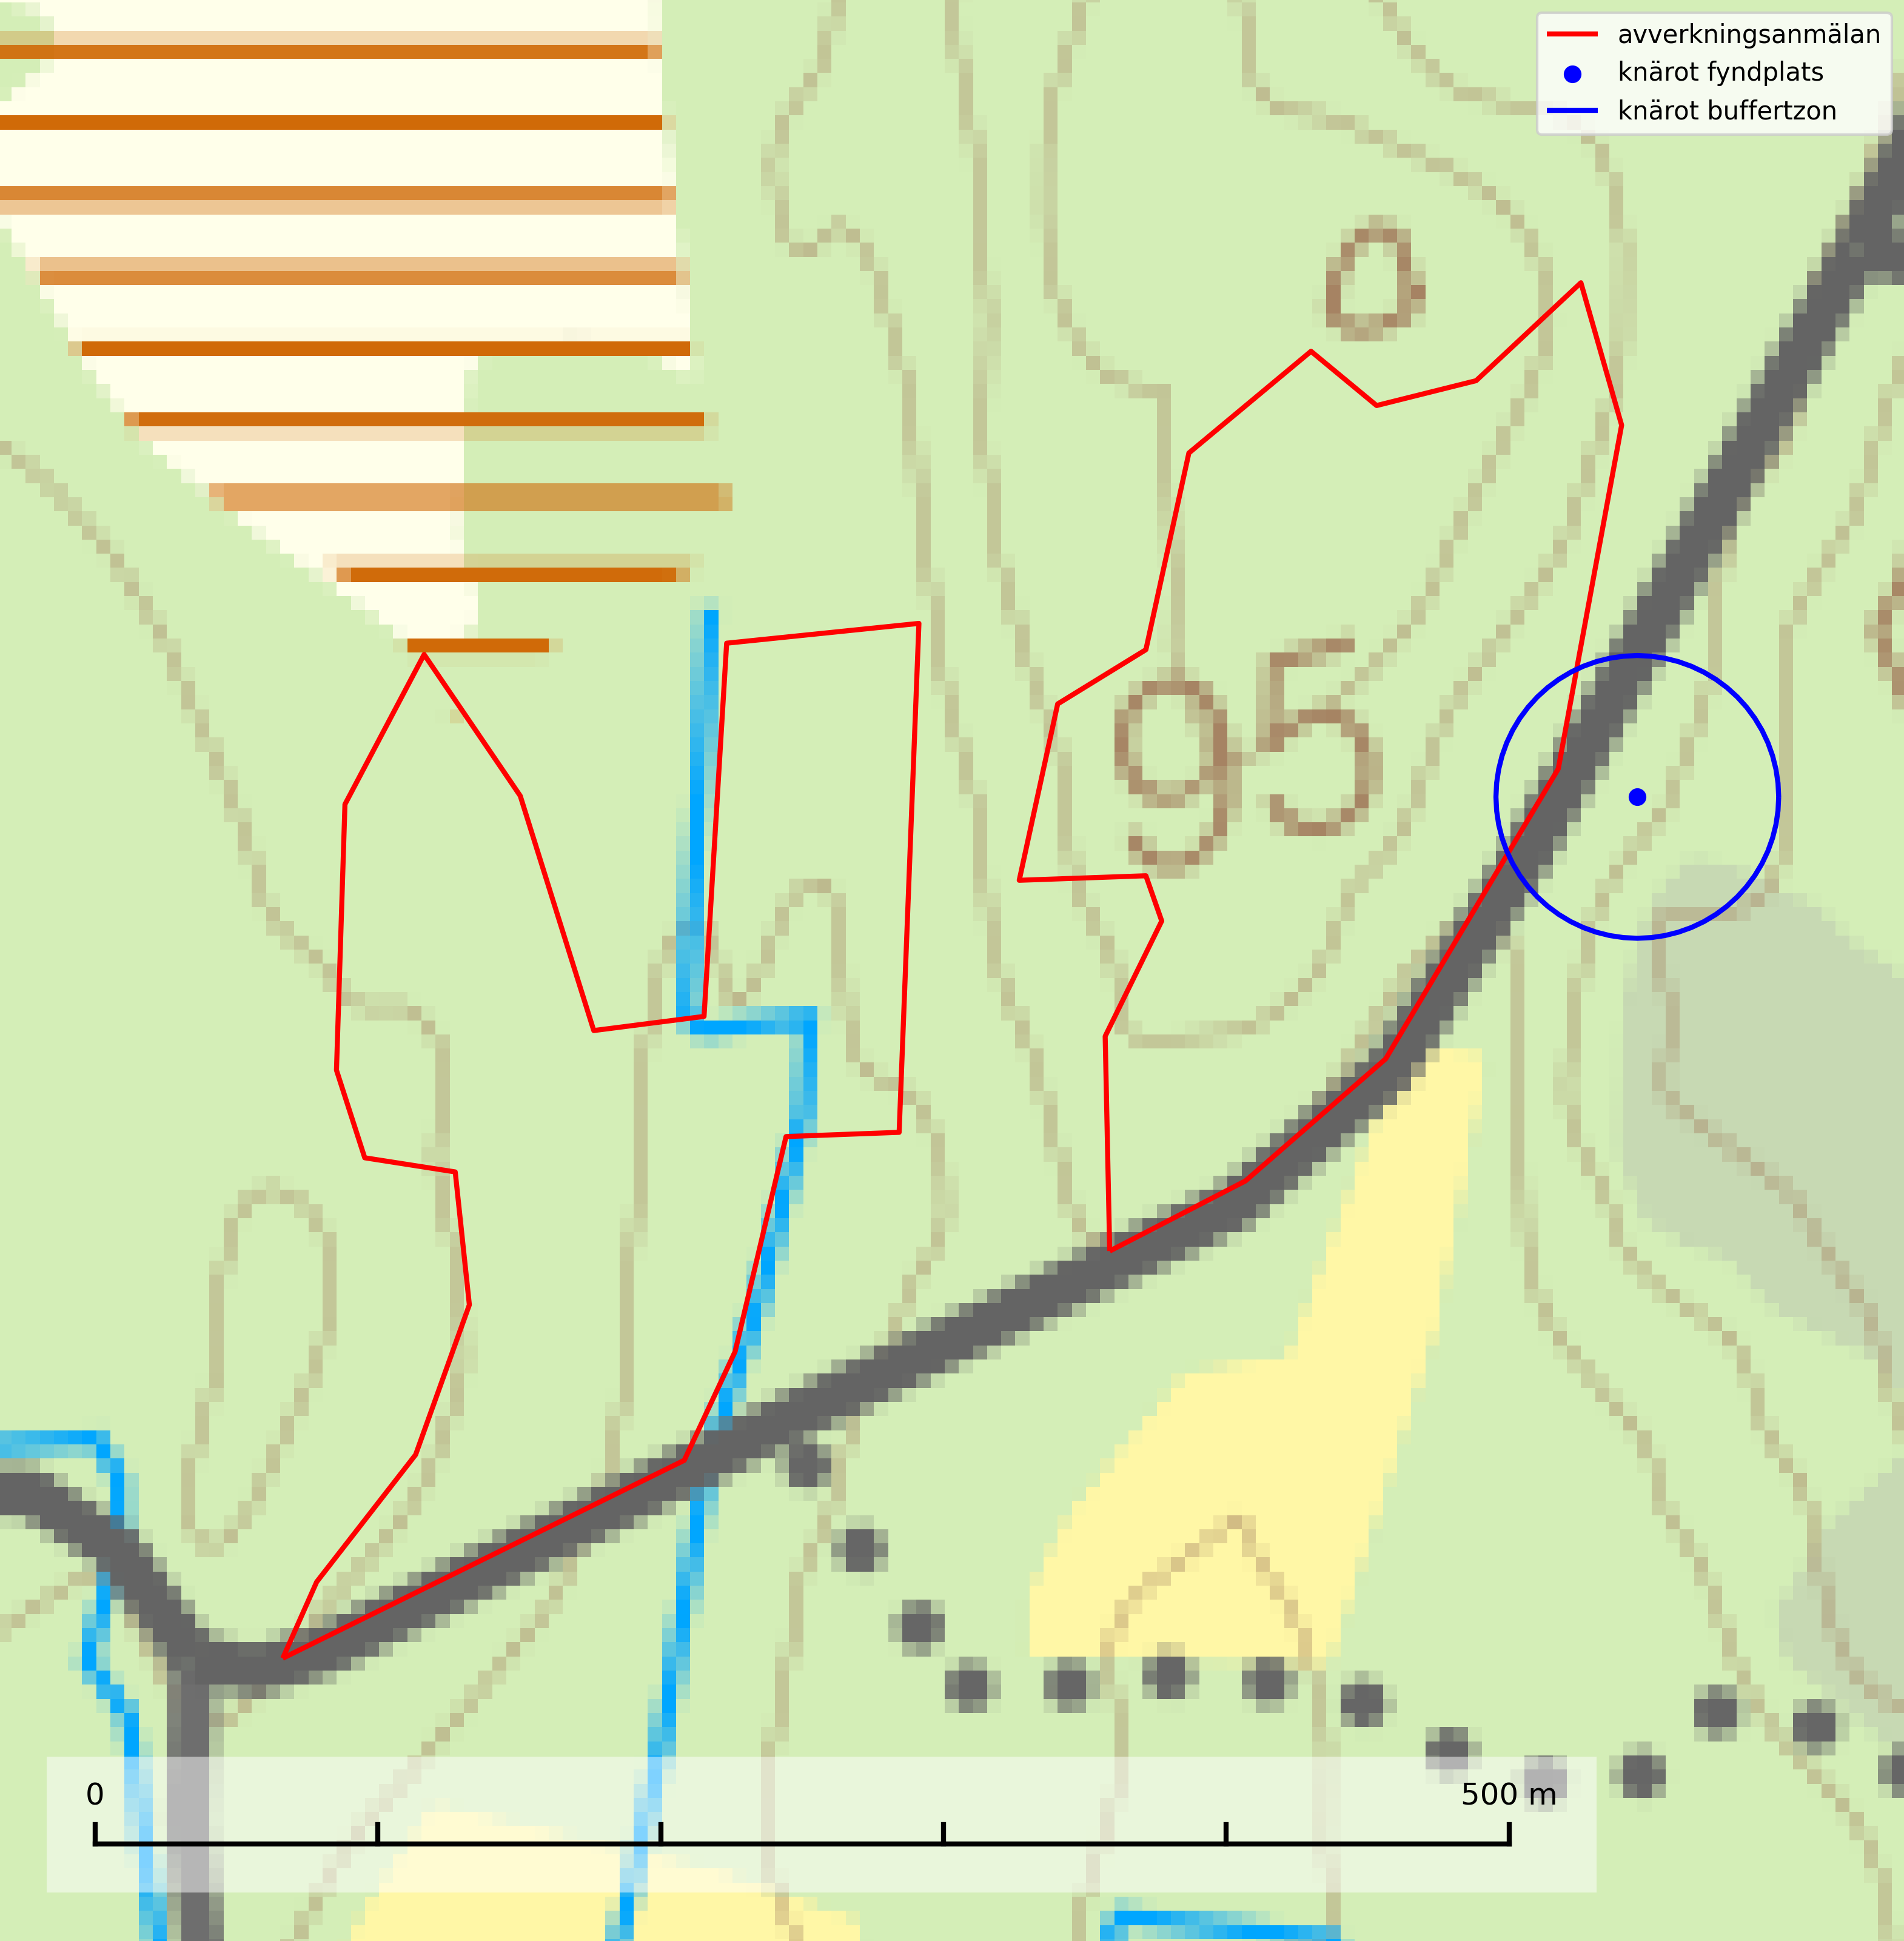 avverkningsanmälan
knärot fyndplats
knärot buffertzon
0
95
0
500 m